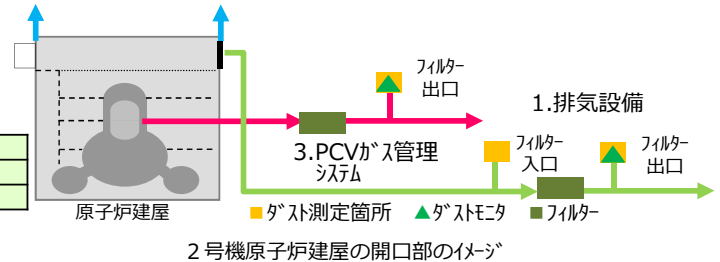 フィルター
出口
1.排気設備
3.PCVｶﾞｽ管理
ｼｽﾃﾑ
フィルター
入口
フィルター
出口
原子炉建屋
ﾀﾞｽﾄ測定箇所 ▲ﾀﾞｽﾄﾓﾆﾀ ■フィルター
２号機原子炉建屋の開口部のｲﾒｰｼﾞ